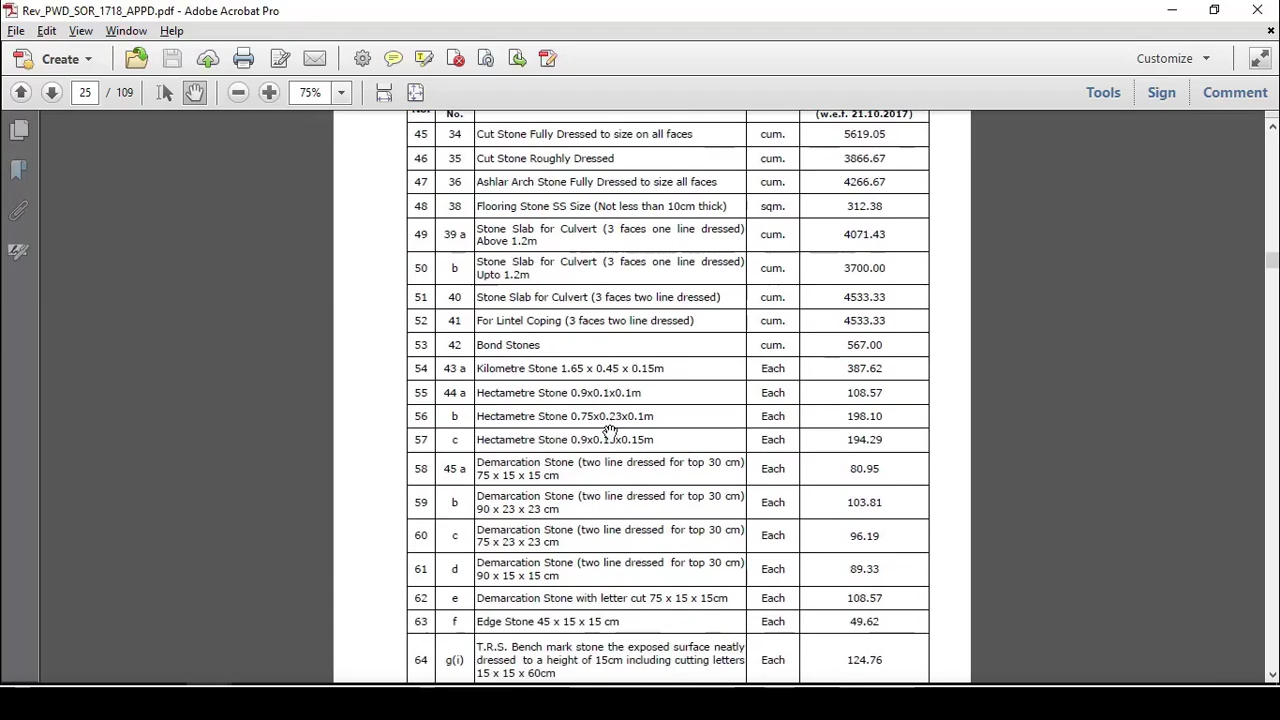 Rev_PWD_SOR_1718_APPD.pdf - Adobe Acrobat Pro
File Edit View Window Help
Create Customize
25 / 109 75% Tools Sign Comment
No. (w.e.f. 21.10.2017)
45 34 Cut Stone Fully Dressed to size on all faces cum. 5619.05
46 35 Cut Stone Roughly Dressed cum. 3866.67
47 36 Ashlar Arch Stone Fully Dressed to size all faces cum. 4266.67
48 38 Flooring Stone SS Size (Not less than 10cm thick) sqm. 312.38
49 39 a Stone Slab for Culvert (3 faces one line dressed) cum. 4071.43
Above 1.2m
50 b Stone Slab for Culvert (3 faces one line dressed) cum. 3700.00
Upto 1.2m
51 40 Stone Slab for Culvert (3 faces two line dressed) cum. 4533.33
52 41 For Lintel Coping (3 faces two line dressed) cum. 4533.33
53 42 Bond Stones cum. 567.00
54 43 a Kilometre Stone 1.65 x 0.45 x 0.15m Each 387.62
55 44 a Hectametre Stone 0.9x0.1x0.1m Each 108.57
56 b Hectametre Stone 0.75x0.23x0.1m Each 198.10
57 c Hectametre Stone Each 194.29
58 45 a Demarcation Stone (two line dressed for top 30 cm) Each 80.95
75 x 15 x 15 cm
59 b Demarcation Stone (two line dressed for top 30 cm) Each 103.81
90 x 23 x 23 cm
60 c Demarcation Stone (two line dressed for top 30 cm) Each 96.19
75 x 23 x 23 cm
61 d Demarcation Stone (two line dressed for top 30 cm) Each 89.33
90 x 15 x 15 cm
62 e Demarcation Stone with letter cut 75 x 15 x 15cm Each 108.57
63 f Edge Stone 45 x 15 x 15 cm Each 49.62
64 g(i) T.R.S. Bench mark stone the exposed surface neatly Each 124.76
dressed to a height of 15cm including cutting letters
15 x 15 x 60cm